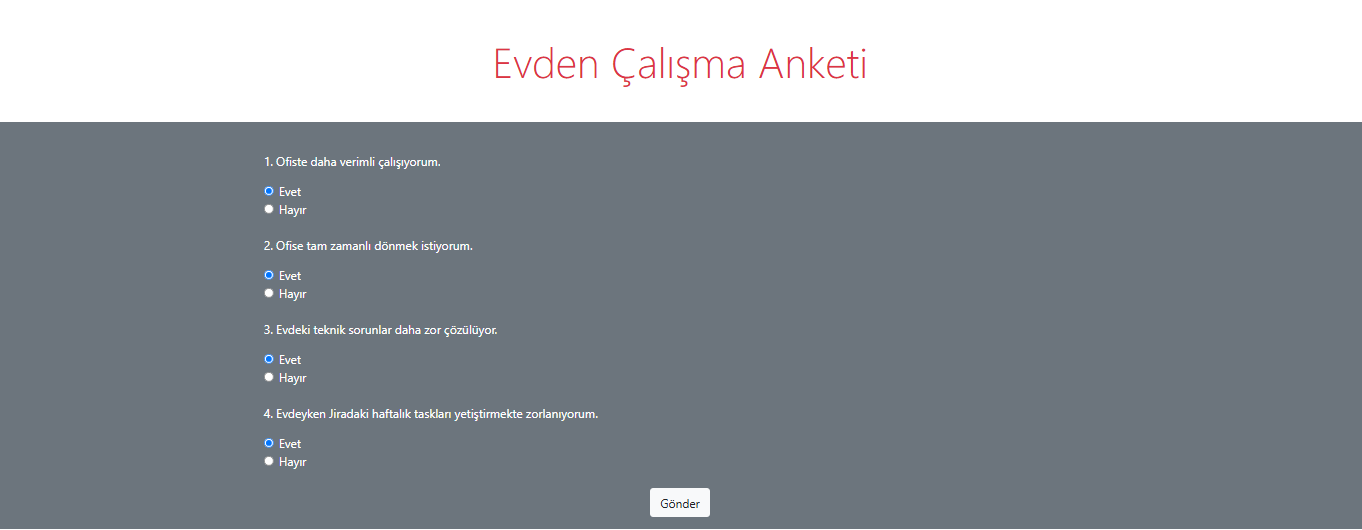 Evden Çalışma Anketi
1. Ofiste daha verimli çalışıyorum.
Evet
Hayır
2. Ofise tam zamanlı dönmek istiyorum.
Evet
Hayır
3. Evdeki teknik sorunlar daha zor çözülüyor.
Evet
Hayır
4. Evdeyken Jiradaki haftalık taskları yetiştirmekte zorlanıyorum.
Evet
Hayır
Gönder